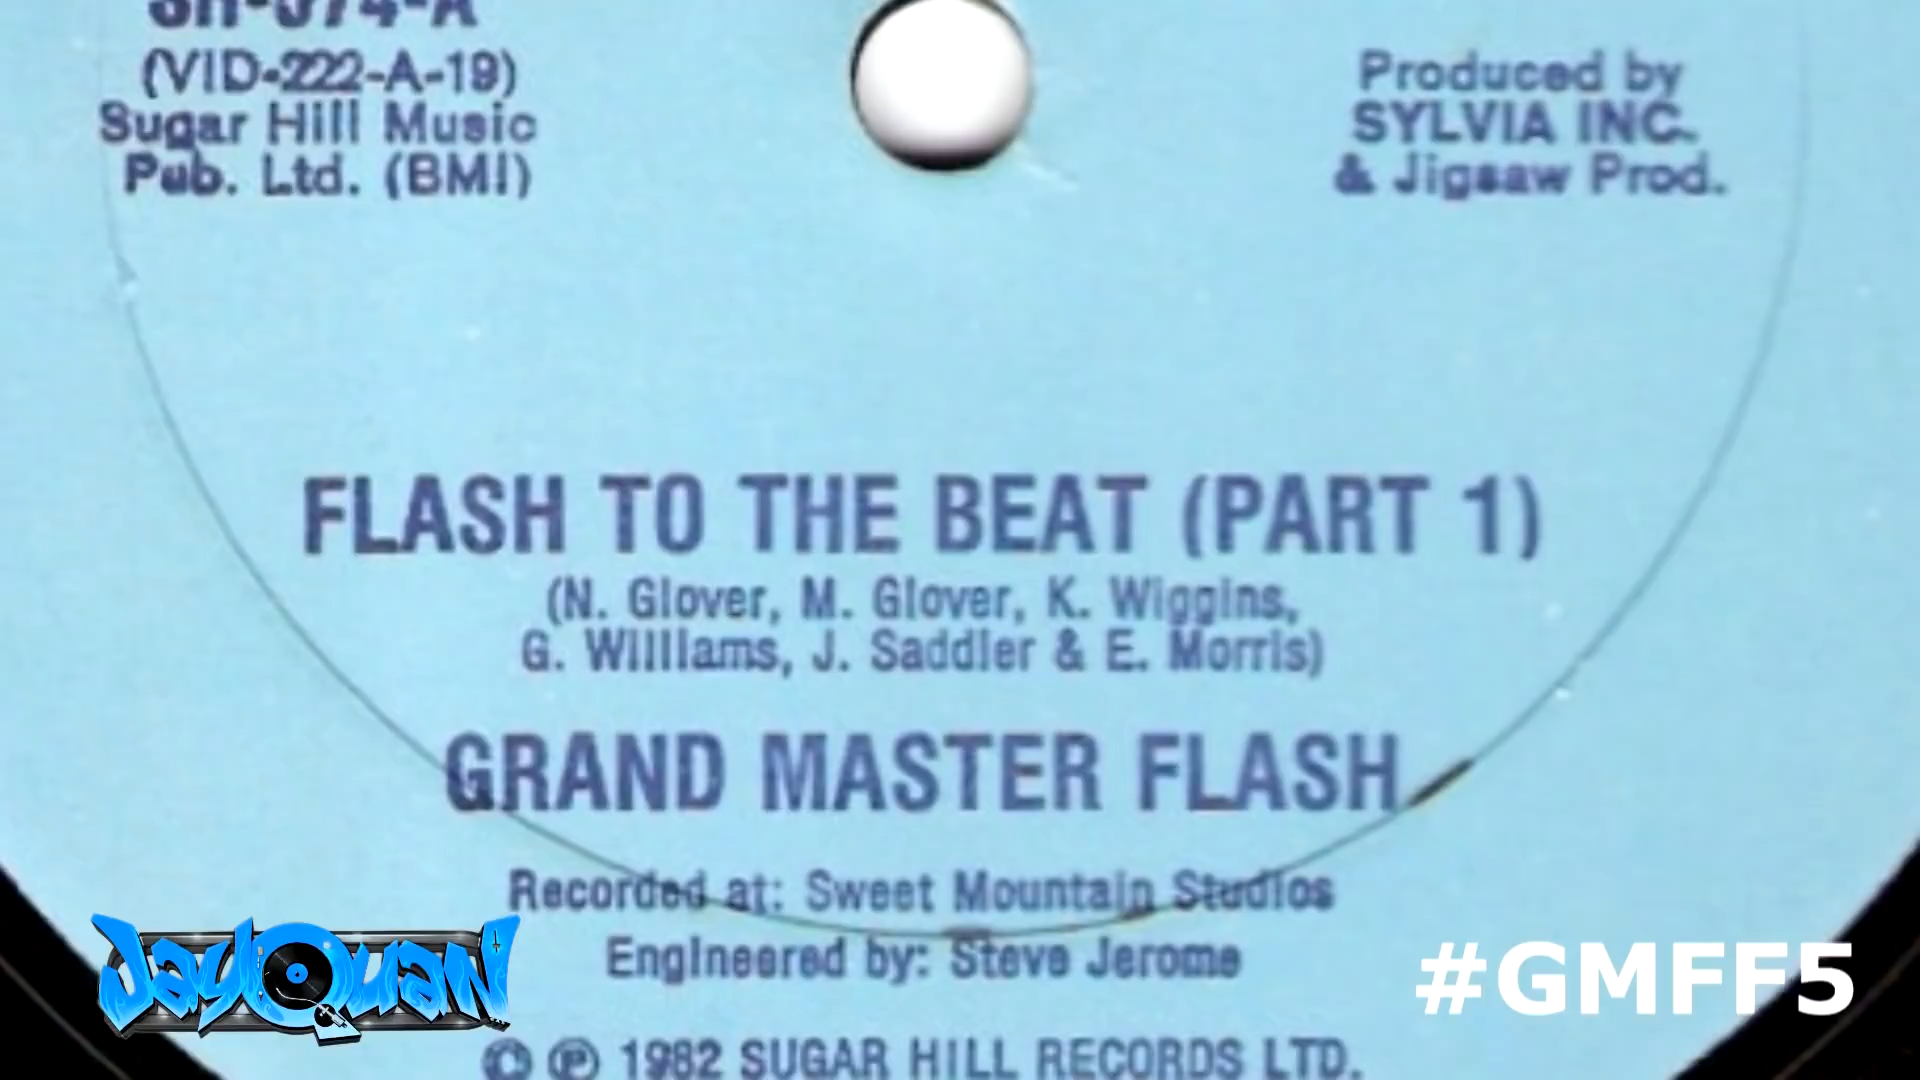 SH-574-A
(VID-222-A-19)
Sugar Hill Music
Pub. Ltd. (BMI)
Produced by
SYLVIA INC.
& Jigsaw Prod.
FLASH TO THE BEAT (PART 1)
(N. Glover, M. Glover, K. Wiggins,
G. Williams, J. Saddler & E. Morris)
GRAND MASTER FLASH
Recorded at: Sweet Mountain Studios
Engineered by: Steve Jerome
© ℗ 1982 SUGAR HILL RECORDS LTD.
JayQuan
#GMFF5